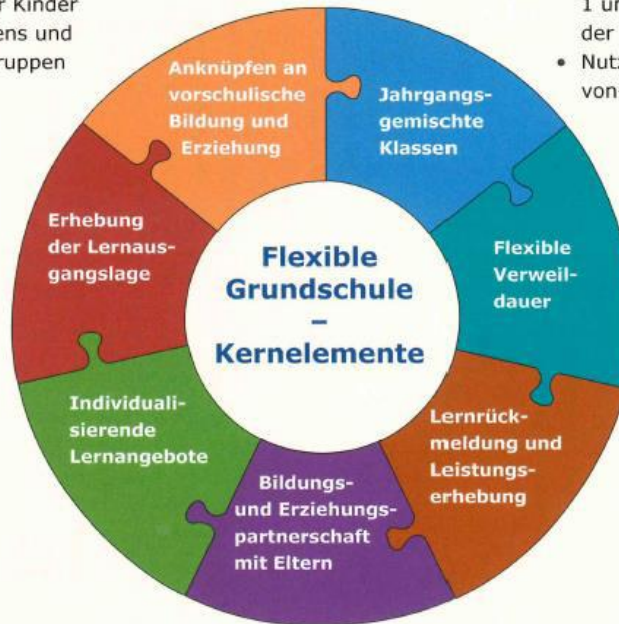 r Kinder
ens und
ruppen
1 un
der
• Nutz
von
Anknüpfen an
vorschulische
Bildung und
Erziehung
Jahrgangs-
gemischte
Klassen
Flexible
Verweil-
dauer
Lernrück-
meldung und
Leistungs-
erhebung
Bildungs-
und Erziehungs-
partnerschaft
mit Eltern
Individuali-
sierende
Lernangebote
Erhebung
der Lernaus-
gangslage
Flexible
Grundschule
–
Kernelemente